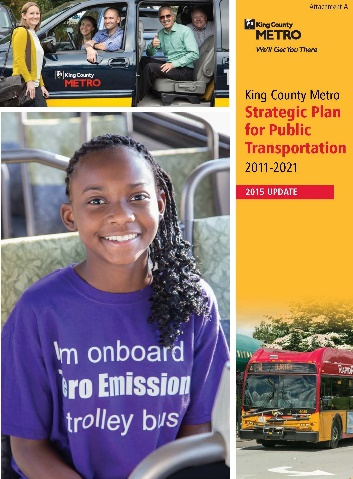 Attachment A
King County
METRO
We'll Get You There
King County
METRO
King County Metro
Strategic Plan
for Public
Transportation
2011-2021
2015 UPDATE
I'm onboard
ero Emission
trolley bus